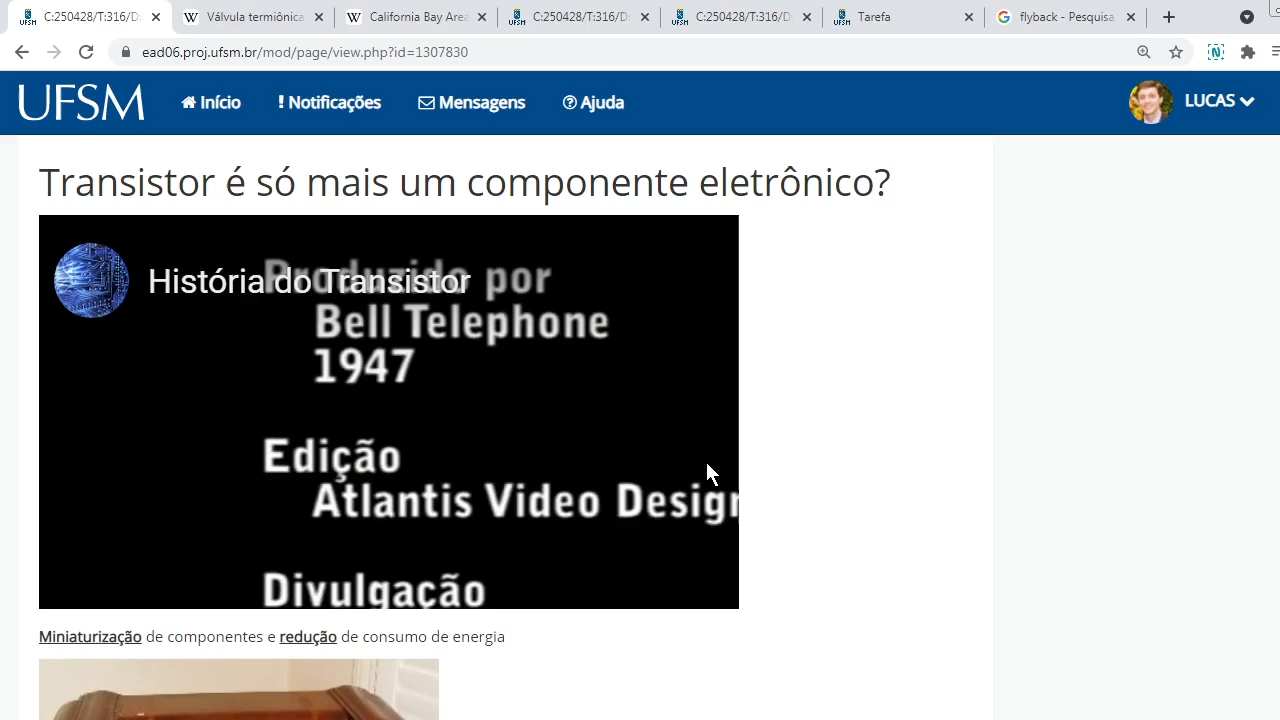 C:250428/T:316/D:
Válvula termiôni
California Bay Area
C:250428/T:316/D:
C:250428/T:316/D:
Tarefa
flyback - Pesquisa
ead06.proj.ufsm.br/mod/page/view.php?id=1307830
UFSM
Início
Notificações
Mensagens
Ajuda
LUCAS
Transistor é só mais um componente eletrônico?
História do Transistor
Produzido por
Bell Telephone
1947
Edição
Atlantis Video Design
Divulgação
Miniaturização de componentes e redução de consumo de energia